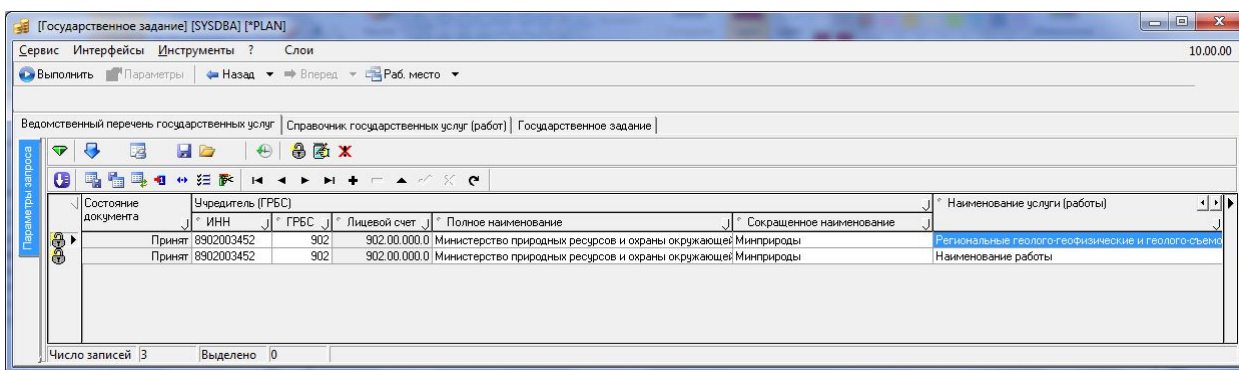 [Государственное задание] [SYSDBA] [*PLAN]
Сервис Интерфейсы Инструменты ? Слои 10.00.00
Выполнить Параметры Назад Вперед Раб. место
Ведомственный перечень государственных услуг Справочник государственных услуг (работ) Государственное задание
Параметры запроса
Состояние документа Учредитель (ГРБС) Наименование услуги (работы)
ИНН ГРБС Лицевой счет Полное наименование Сокращенное наименование
Принят 8902003452 902 902.00.000.0 Министерство природных ресурсов и охраны окружающей Минприроды Региональные геолого-геофизические и геолого-съемо
Принят 8902003452 902 902.00.000.0 Министерство природных ресурсов и охраны окружающей Минприроды Наименование работы
Число записей 3 Выделено 0